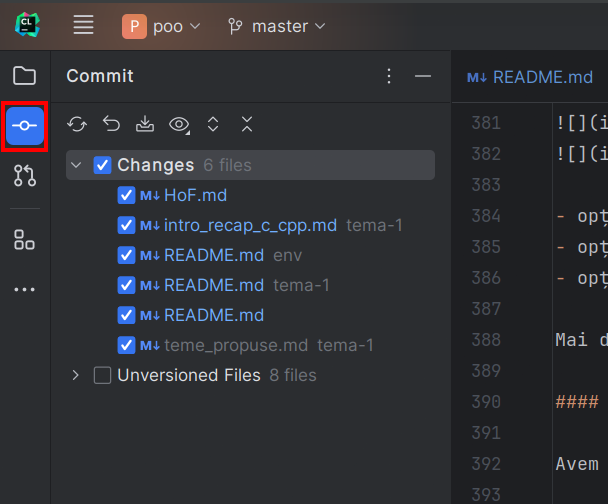 CL
P poo master
Commit
M↓ README.md
Changes 6 files
M↓ HoF.md
M↓ intro_recap_c_cpp.md tema-1
M↓ README.md env
M↓ README.md tema-1
M↓ README.md
M↓ teme_propuse.md tema-1
Unversioned Files 8 files
381 ![](i
382 ![](i
383
384 - opț
385 - opț
386 - opț
387
388 Mai d
389
390 ####
391
392 Avem
393